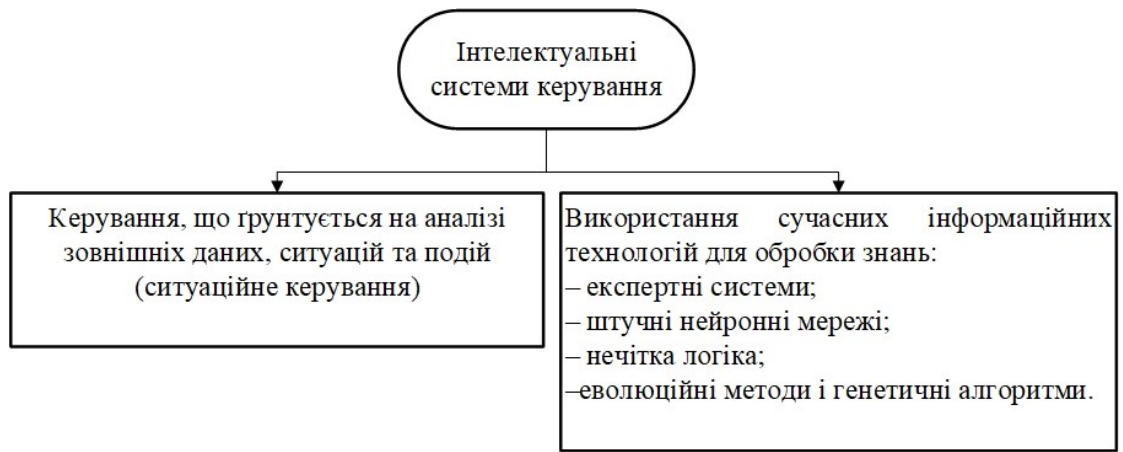 Інтелектуальні
системи керування
Керування, що ґрунтується на аналізі
зовнішніх даних, ситуацій та подій
(ситуаційне керування)
Використання сучасних інформаційних
технологій для обробки знань:
– експертні системи;
– штучні нейронні мережі;
– нечітка логіка;
–еволюційні методи і генетичні алгоритми.